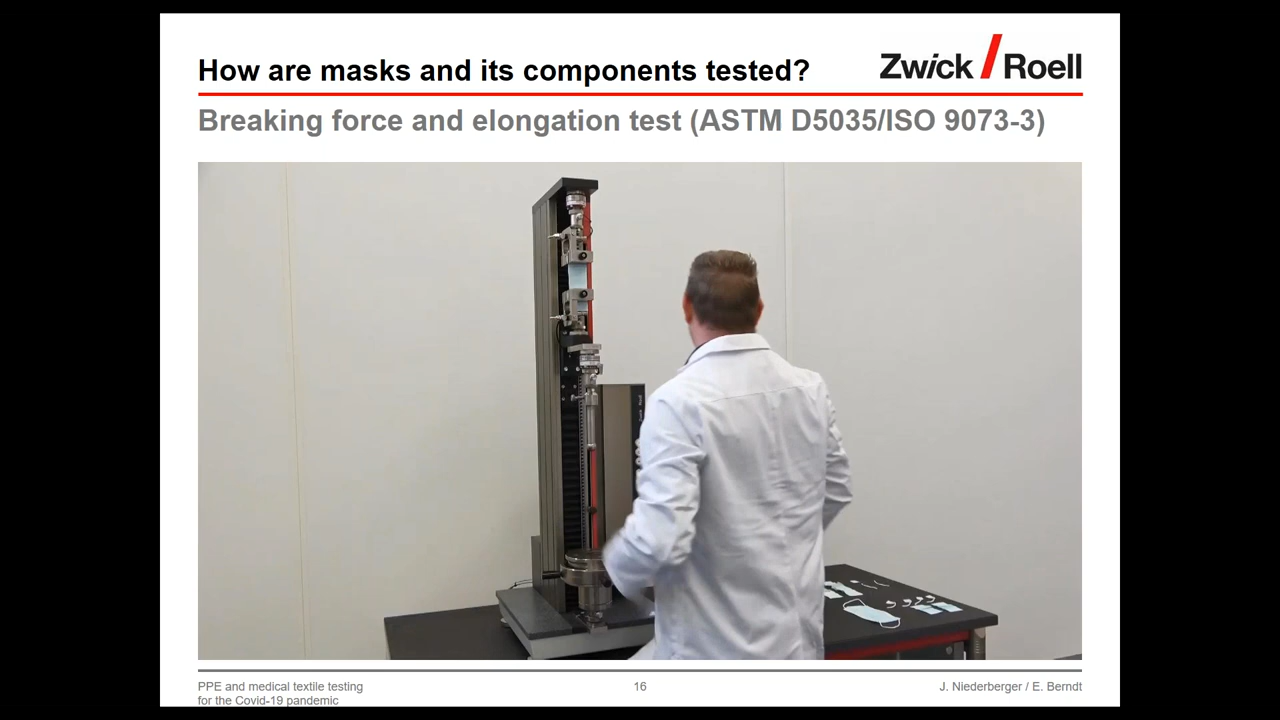 How are masks and its components tested?
Zwick / Roell
Breaking force and elongation test (ASTM D5035/ISO 9073-3)
PPE and medical textile testing
for the Covid-19 pandemic
16
J. Niederberger / E. Berndt